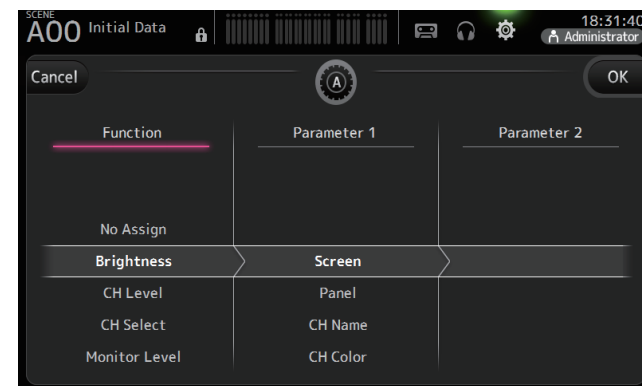 SCENE
A00 Initial Data
18:31:40
Administrator
Cancel
A
OK
Function Parameter 1 Parameter 2
No Assign
Brightness Screen
CH Level Panel
CH Select CH Name
Monitor Level CH Color